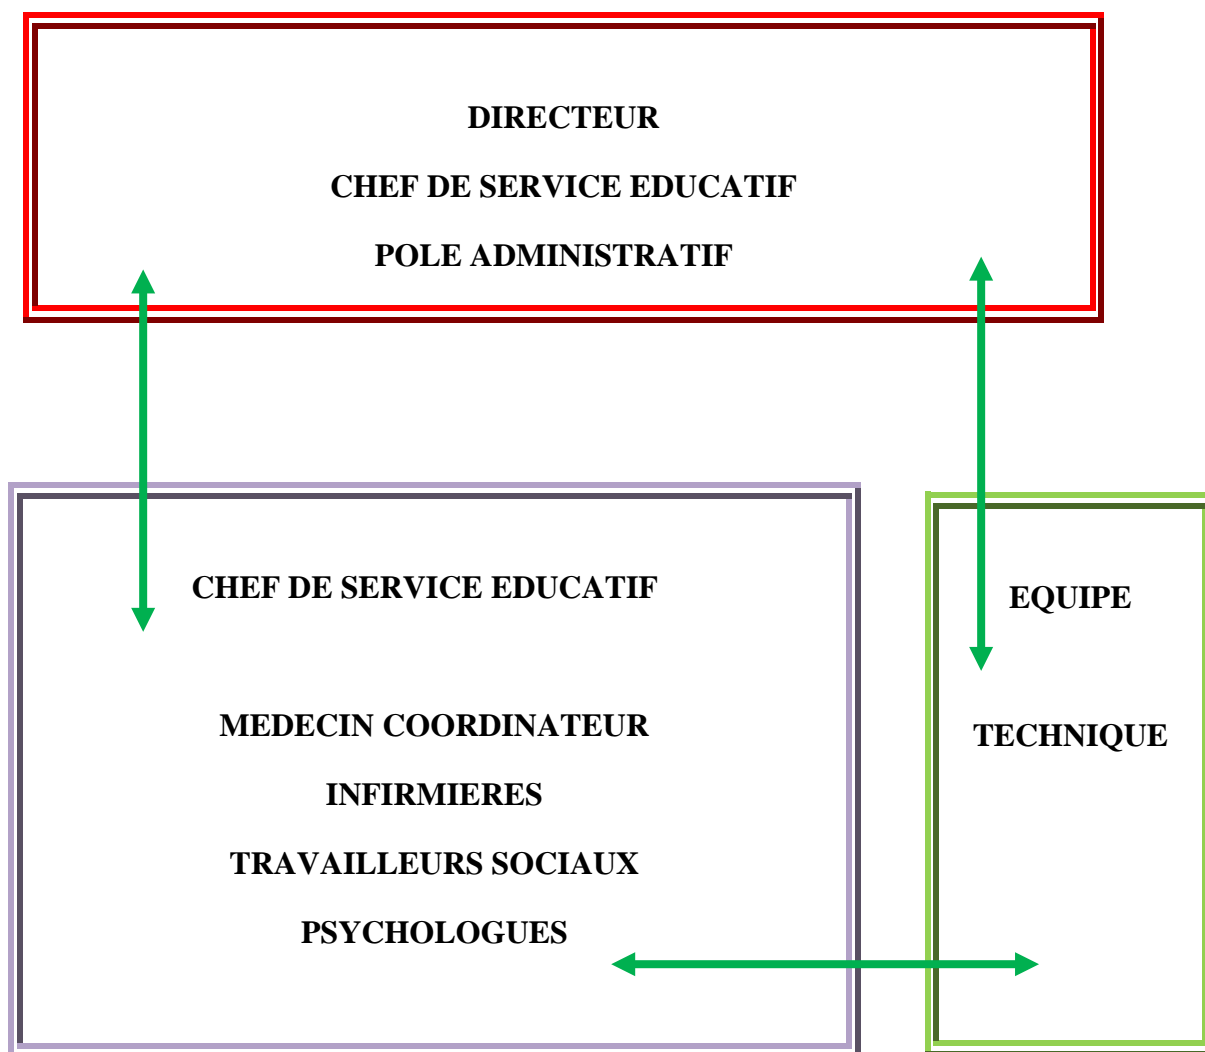 DIRECTEUR
CHEF DE SERVICE EDUCATIF
POLE ADMINISTRATIF
CHEF DE SERVICE EDUCATIF
MEDECIN COORDINATEUR
INFIRMIERES
TRAVAILLEURS SOCIAUX
PSYCHOLOGUES
EQUIPE
TECHNIQUE